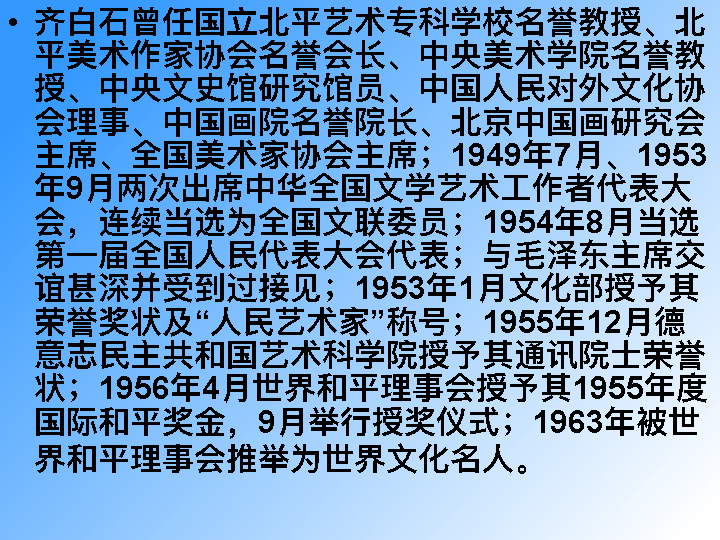 • 齐白石曾任国立北平艺术专科学校名誉教授、北
平美术作家协会名誉会长、中央美术学院名誉教
授、中央文史馆研究馆员、中国人民对外文化协
会理事、中国画院名誉院长、北京中国画研究会
主席、全国美术家协会主席；1949年7月、1953
年9月两次出席中华全国文学艺术工作者代表大
会，连续当选为全国文联委员；1954年8月当选
第一届全国人民代表大会代表；与毛泽东主席交
谊甚深并受到过接见；1953年1月文化部授予其
荣誉奖状及“人民艺术家”称号；1955年12月德
意志民主共和国艺术科学院授予其通讯院士荣誉
状；1956年4月世界和平理事会授予其1955年度
国际和平奖金，9月举行授奖仪式；1963年被世
界和平理事会推举为世界文化名人。